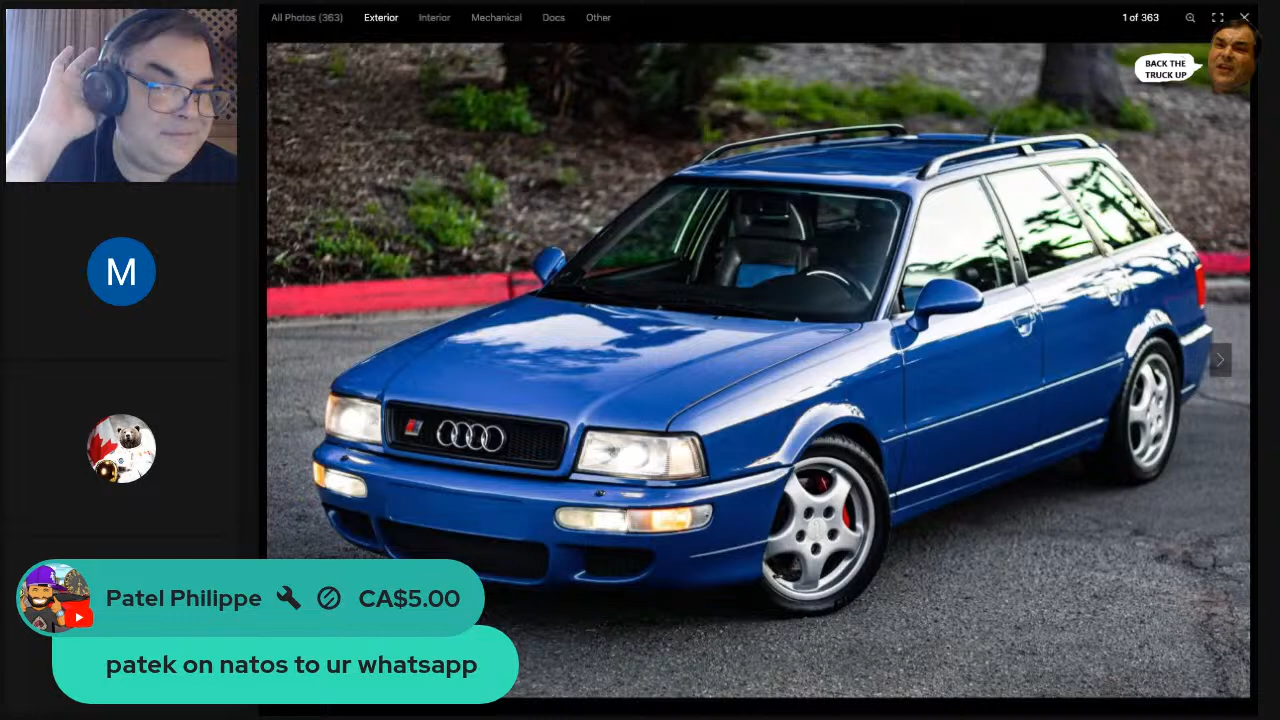 All Photos (363) Exterior Interior Mechanical Docs Other 1 of 363
BACK THE
TRUCK UP
M
Patel Philippe CA$5.00
patek on natos to ur whatsapp